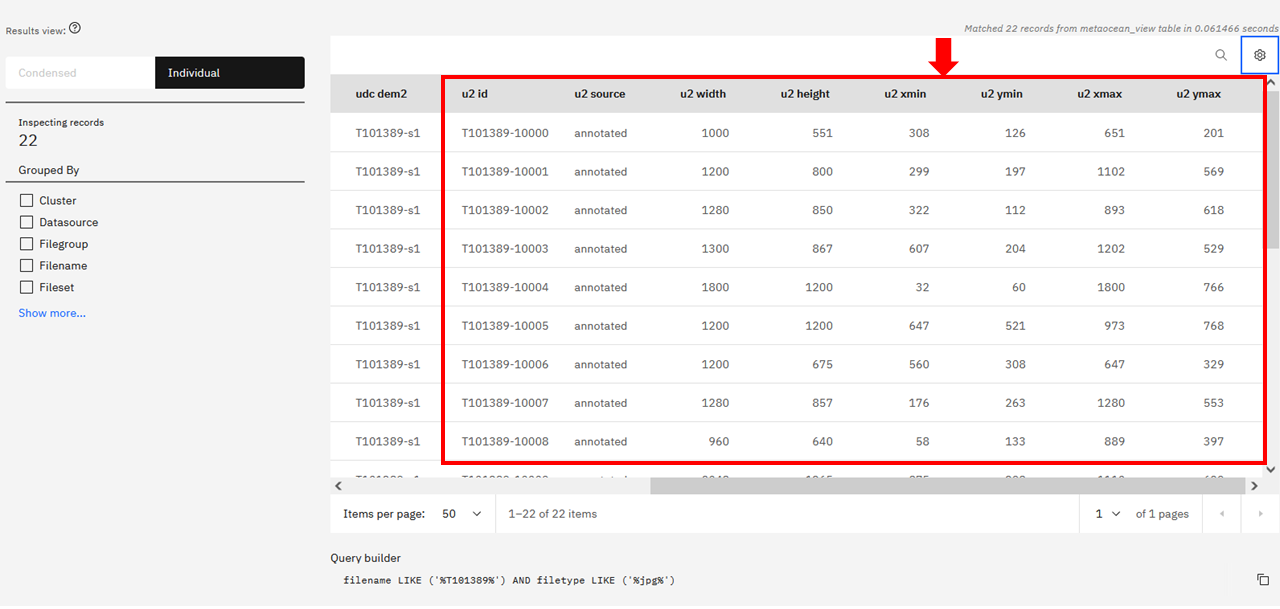 Matched 22 records from metaocean_view table in 0.061466 seconds
Results view:
Condensed Individual
Inspecting records
22
Grouped By
Cluster
Datasource
Filegroup
Filename
Fileset
Show more...
udc dem2 u2 id u2 source u2 width u2 height u2 xmin u2 ymin u2 xmax u2 ymax
T101389-s1 T101389-10000 annotated 1000 551 308 126 651 201
T101389-s1 T101389-10001 annotated 1200 800 299 197 1102 569
T101389-s1 T101389-10002 annotated 1280 850 322 112 893 618
T101389-s1 T101389-10003 annotated 1300 867 607 204 1202 529
T101389-s1 T101389-10004 annotated 1800 1200 32 60 1800 766
T101389-s1 T101389-10005 annotated 1200 1200 647 521 973 768
T101389-s1 T101389-10006 annotated 1200 675 560 308 647 329
T101389-s1 T101389-10007 annotated 1280 857 176 263 1280 553
T101389-s1 T101389-10008 annotated 960 640 58 133 889 397
Items per page: 50 1–22 of 22 items 1 of 1 pages
Query builder
filename LIKE ('%T101389%') AND filetype LIKE ('%jpg%')